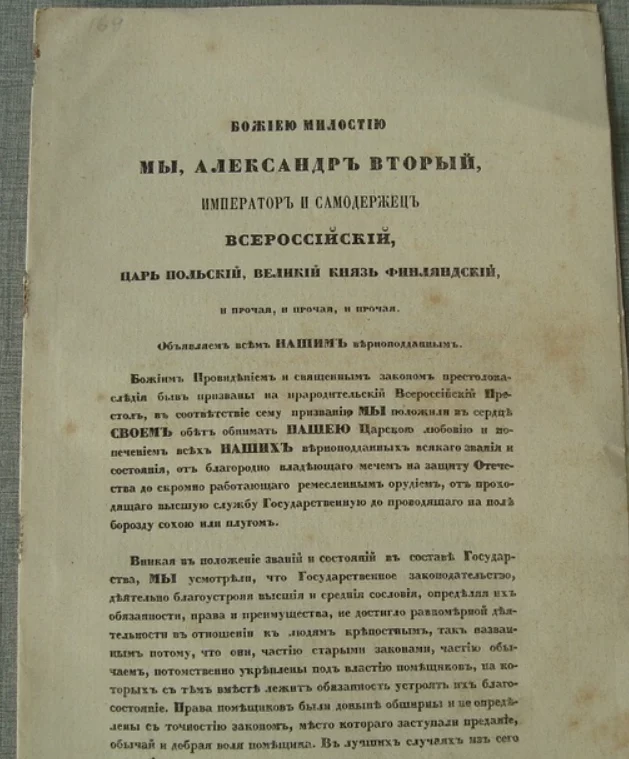 169
БОЖІЕЮ МИЛОСТІЮ
МЫ, АЛЕКСАНДРЪ ВТОРЫЙ,
ИМПЕРАТОРЪ И САМОДЕРЖЕЦЪ
ВСЕРОССІЙСКІЙ,
ЦАРЬ ПОЛЬСКІЙ, ВЕЛИКІЙ КНЯЗЬ ФИНЛЯНДСКІЙ,
и прочая, и прочая, и прочая.
Объявляемъ всѣмъ НАШИМЪ вѣрноподданнымъ.
Божіимъ Провидѣніемъ и священнымъ закономъ престолона-
слѣдія бывъ призваны на прародительскій Всероссійскій Пре-
столъ, въ соотвѣтствіе сему призванію МЫ положили въ сердцѣ
СВОЕМЪ обѣтъ обнимать НАШЕЮ Царскою любовію и по-
печеніемъ всѣхъ НАШИХЪ вѣрноподданныхъ всякаго званія и
состоянія, отъ благородно владѣющаго мечемъ на защиту Отече-
ства до скромно работающаго ремесленнымъ орудіемъ, отъ прохо-
дящаго высшую службу Государственную до проводящаго на полѣ
борозду сохою или плугомъ.
Вникая въ положеніе званій и состояній въ составѣ Государ-
ства, МЫ усмотрѣли, что Государственное законодательство,
дѣятельно благоустрояя высшія и среднія сословія, опредѣляя ихъ
обязанности, права и преимущества, не достигло равномѣрной дѣя-
тельности въ отношеніи къ людямъ крѣпостнымъ, такъ назван-
нымъ потому, что они, частію старыми законами, частію обы-
чаемъ, потомственно укрѣплены подъ властію помѣщиковъ, на ко-
торыхъ съ тѣмъ вмѣстѣ лежитъ обязанность устроять ихъ благо-
состояніе. Права помѣщиковъ были донынѣ обширны и не опредѣ-
лены съ точностію закономъ, мѣсто котораго заступали преданіе,
обычай и добрая воля помѣщика. Въ лучшихъ случаяхъ изъ сего